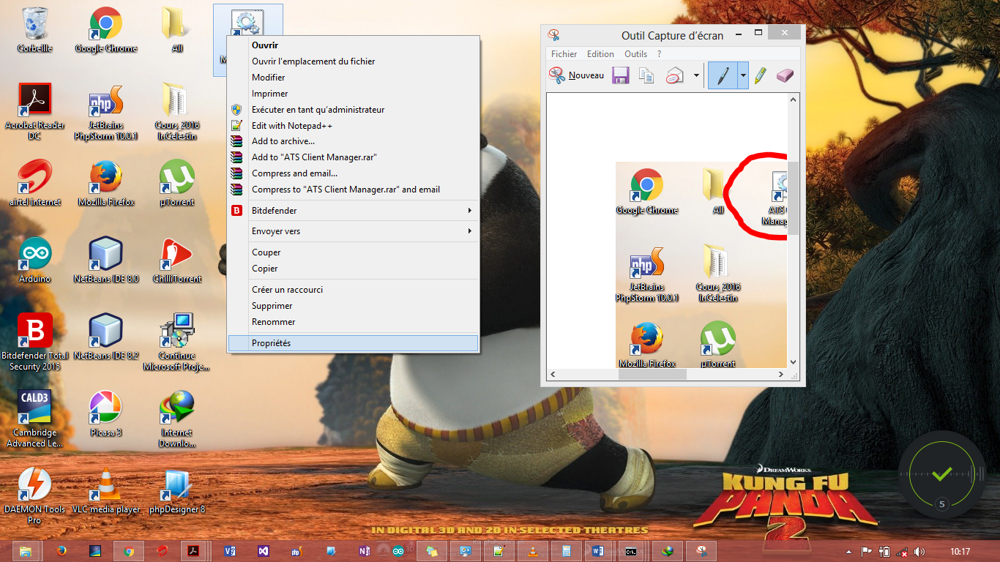 Corbeille
Google Chrome
All
M
Acrobat Reader
DC
JetBrains
PhpStorm 10.0.1
Cours_2016
InCelestin
airtel internet
Mozilla Firefox
µTorrent
Arduino
NetBeans IDE 8.0
ChilliTorrent
Bitdefender Total
Security 2015
NetBeans IDE 8.2
Continue
Microsoft Proje...
CALD3
Cambridge
Advanced Le...
Picasa 3
Internet
Downlo...
DAEMON Tools
Pro
VLC media player
phpDesigner 8
Ouvrir
Ouvrir l'emplacement du fichier
Modifier
Imprimer
Exécuter en tant qu'administrateur
Edit with Notepad++
Add to archive...
Add to "ATS Client Manager.rar"
Compress and email...
Compress to "ATS Client Manager.rar" and email
Bitdefender
Envoyer vers
Couper
Copier
Créer un raccourci
Supprimer
Renommer
Propriétés
Outil Capture d'écran
Fichier Edition Outils ?
Nouveau
Google Chrome
All
ATS
Manag
php
JetBrains
PhpStorm 10.0.1
Cours_2016
InCelestin
Mozilla Firefox
µTorrent
DREAMWORKS
KUNG FU
PANDA
2
IN DIGITAL 3D AND 2D IN SELECTED THEATRES
5
10:17